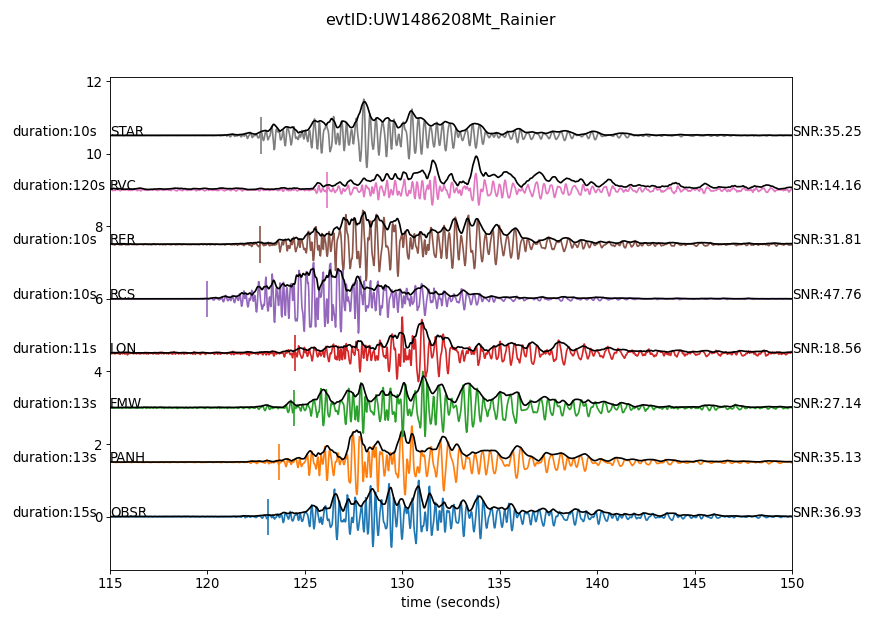 evtID:UW1486208Mt_Rainier
12
duration:10s STAR SNR:35.25
10
duration:120s RVC SNR:14.16
8
duration:10s RER SNR:31.81
duration:10s 6 RCS SNR:47.76
duration:11s LON SNR:18.56
4
duration:13s FMW SNR:27.14
2
duration:13s PANH SNR:35.13
duration:15s 0 OBSR SNR:36.93
115 120 125 130 135 140 145 150
time (seconds)